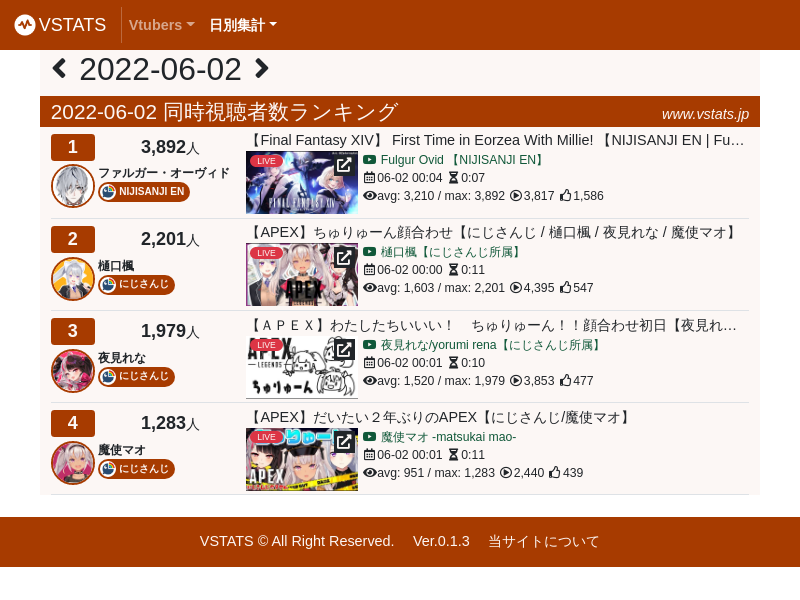 VSTATS Vtubers 日別集計
2022-06-02
2022-06-02 同時視聴者数ランキング www.vstats.jp
1 3,892人
ファルガー・オーヴィド
NIJISANJI EN
【Final Fantasy XIV】 First Time in Eorzea With Millie! 【NIJISANJI EN | Fu…
LIVE
FINAL FANTASY XIV
Fulgur Ovid 【NIJISANJI EN】
06-02 00:04 0:07
avg: 3,210 / max: 3,892 3,817 1,586
2 2,201人
樋口楓
にじさんじ
【APEX】ちゅりゅーん顔合わせ【にじさんじ / 樋口楓 / 夜見れな / 魔使マオ】
LIVE
APEX
樋口楓【にじさんじ所属】
06-02 00:00 0:11
avg: 1,603 / max: 2,201 4,395 547
3 1,979人
夜見れな
にじさんじ
【ＡＰＥＸ】わたしたちいいい！　ちゅりゅーん！！顔合わせ初日【夜見れ…
LIVE
APEX
LEGENDS
ちゅりゅーん
夜見れな/yorumi rena【にじさんじ所属】
06-02 00:01 0:10
avg: 1,520 / max: 1,979 3,853 477
4 1,283人
魔使マオ
にじさんじ
【APEX】だいたい２年ぶりのAPEX【にじさんじ/魔使マオ】
LIVE
APEX
魔使マオ -matsukai mao-
06-02 00:01 0:11
avg: 951 / max: 1,283 2,440 439
VSTATS © All Right Reserved. Ver.0.1.3 当サイトについて